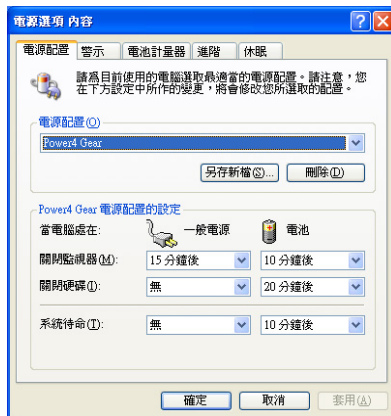 電源選項 內容
電源配置 警示 電池計量器 進階 休眠
請為目前使用的電腦選取最適當的電源配置。請注意，您
在下方設定中所作的變更，將會修改您所選取的配置。
電源配置(O)
Power4 Gear
另存新檔(S)... 刪除(D)
Power4 Gear 電源配置的設定
當電腦處在: 一般電源 電池
關閉監視器(M): 15 分鐘後 10 分鐘後
關閉硬碟(I): 無 20 分鐘後
系統待命(T): 無 10 分鐘後
確定 取消 套用(A)